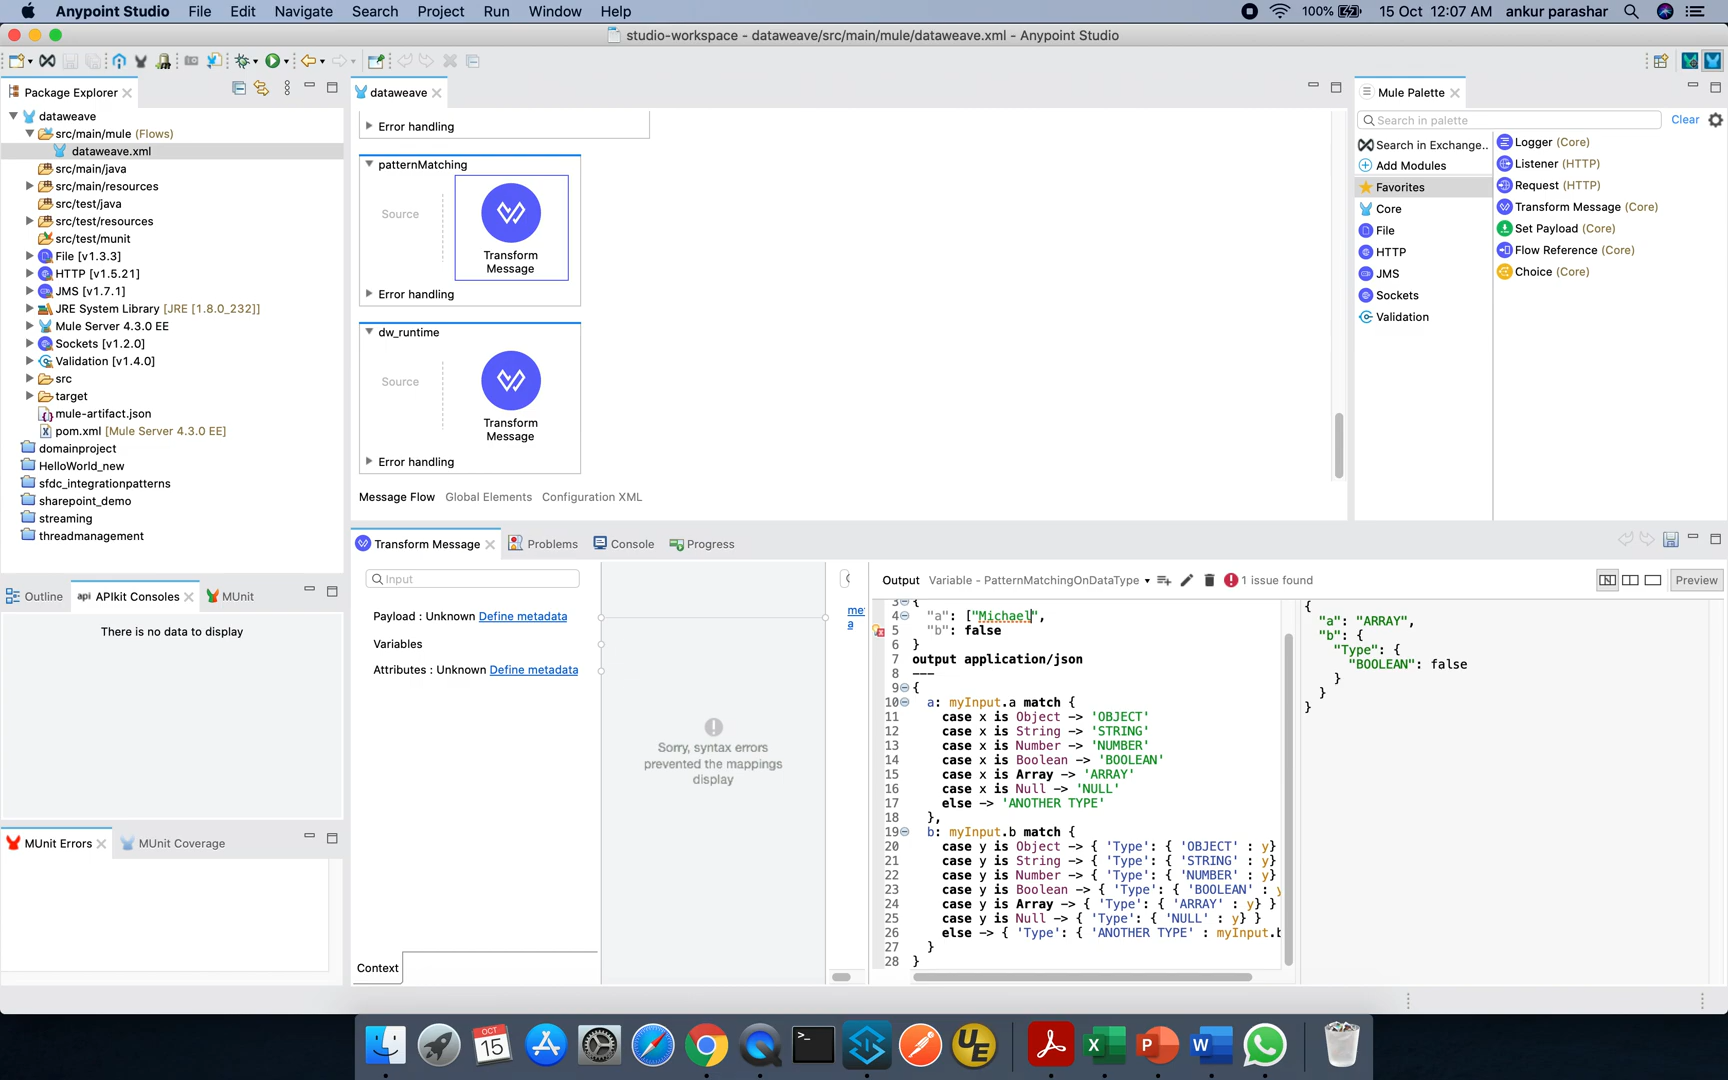 Anypoint Studio File Edit Navigate Search Project Run Window Help 100% 15 Oct 12:07 AM ankur parashar
studio-workspace - dataweave/src/main/mule/dataweave.xml - Anypoint Studio
Package Explorer
dataweave
src/main/mule (Flows)
dataweave.xml
src/main/java
src/main/resources
src/test/java
src/test/resources
src/test/munit
File [v1.3.3]
HTTP [v1.5.21]
JMS [v1.7.1]
JRE System Library [JRE [1.8.0_232]]
Mule Server 4.3.0 EE
Sockets [v1.2.0]
Validation [v1.4.0]
src
target
mule-artifact.json
pom.xml [Mule Server 4.3.0 EE]
domainproject
HelloWorld_new
sfdc_integrationpatterns
sharepoint_demo
streaming
threadmanagement
Outline APIkit Consoles MUnit
There is no data to display
MUnit Errors MUnit Coverage
dataweave
Error handling
patternMatching
Source
Transform
Message
Error handling
dw_runtime
Source
Transform
Message
Error handling
Message Flow Global Elements Configuration XML
Mule Palette
Search in palette Clear
Search in Exchange..
Add Modules
Favorites
Core
File
HTTP
JMS
Sockets
Validation
Logger (Core)
Listener (HTTP)
Request (HTTP)
Transform Message (Core)
Set Payload (Core)
Flow Reference (Core)
Choice (Core)
Transform Message Problems Console Progress
Input
Payload : Unknown Define metadata
Variables
Attributes : Unknown Define metadata
Context
Sorry, syntax errors
prevented the mappings
display
me
a
Output Variable - PatternMatchingOnDataType 1 issue found Preview
3 {
4 "a": ["Michael",
5 "b": false
6 }
7 output application/json
8 ---
9 {
10 a: myInput.a match {
11 case x is Object -> 'OBJECT'
12 case x is String -> 'STRING'
13 case x is Number -> 'NUMBER'
14 case x is Boolean -> 'BOOLEAN'
15 case x is Array -> 'ARRAY'
16 case x is Null -> 'NULL'
17 else -> 'ANOTHER TYPE'
18 },
19 b: myInput.b match {
20 case y is Object -> { 'Type': { 'OBJECT' : y}
21 case y is String -> { 'Type': { 'STRING' : y}
22 case y is Number -> { 'Type': { 'NUMBER' : y}
23 case y is Boolean -> { 'Type': { 'BOOLEAN' : y
24 case y is Array -> { 'Type': { 'ARRAY' : y} }
25 case y is Null -> { 'Type': { 'NULL' : y} }
26 else -> { 'Type': { 'ANOTHER TYPE' : myInput.b
27 }
28 }
{
"a": "ARRAY",
"b": {
"Type": {
"BOOLEAN": false
}
}
}
OCT
15
UE
X
P
W